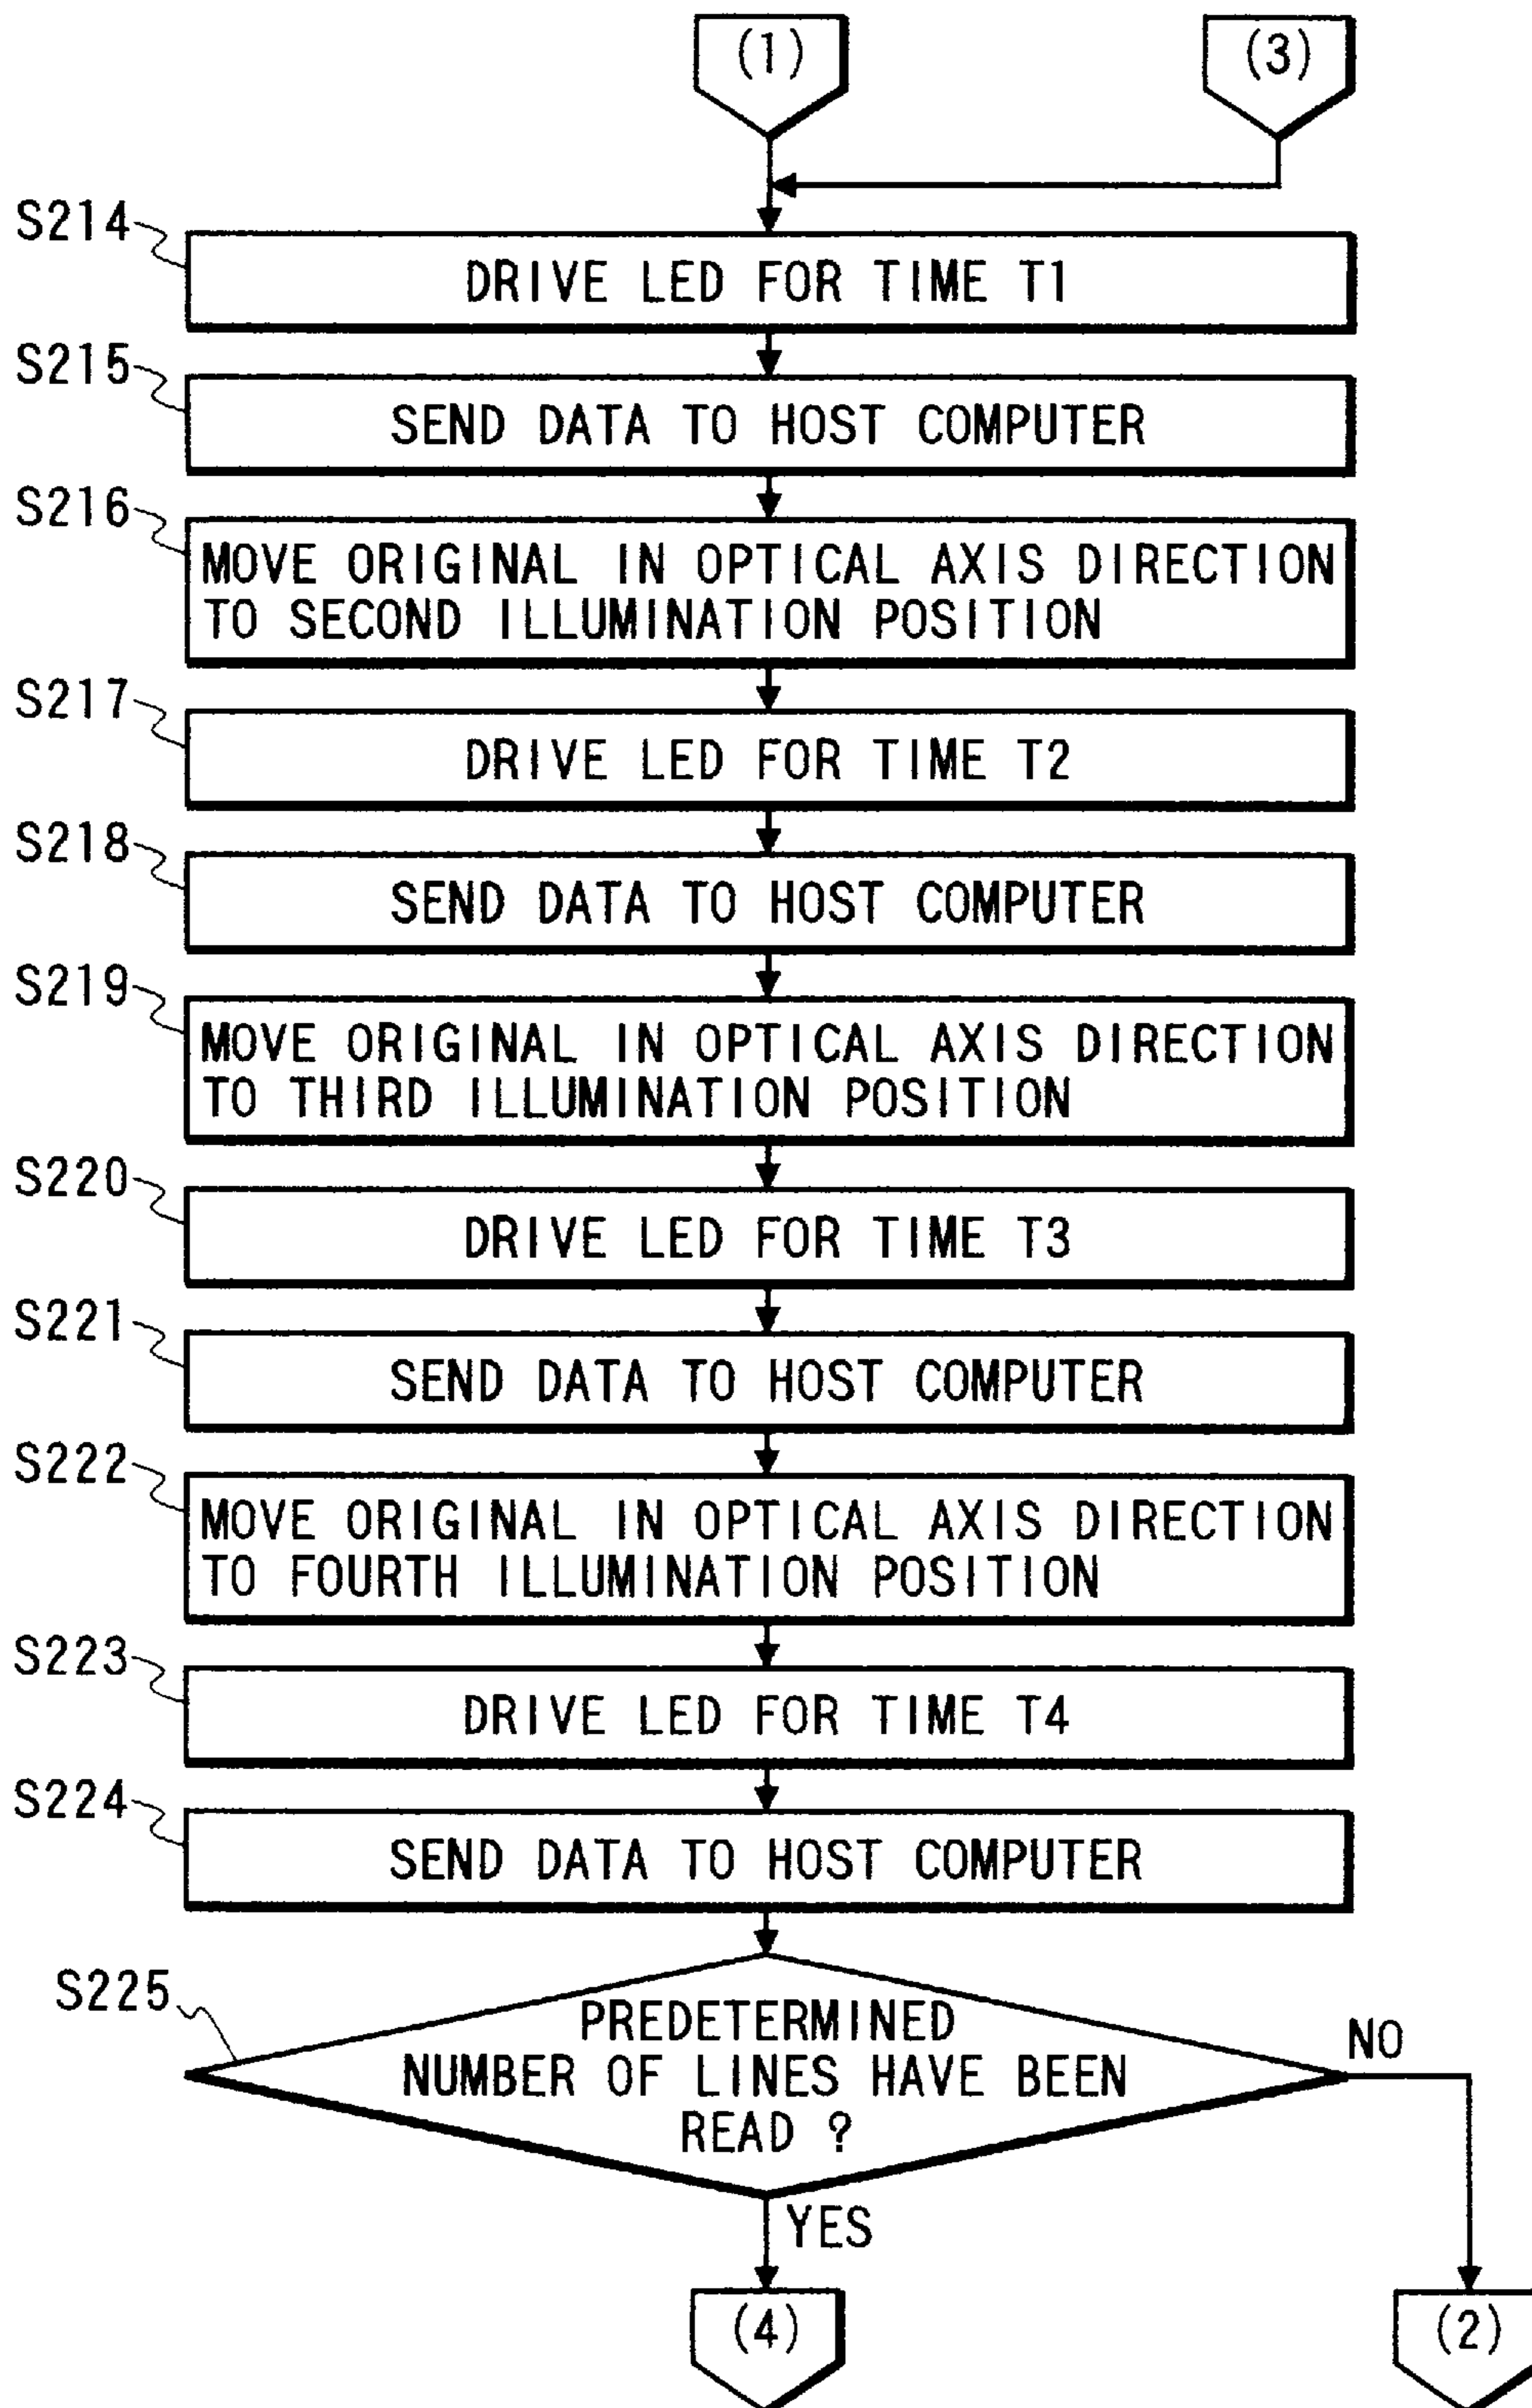 (1)
(3)
S214
DRIVE LED FOR TIME T1
S215
SEND DATA TO HOST COMPUTER
S216
MOVE ORIGINAL IN OPTICAL AXIS DIRECTION
TO SECOND ILLUMINATION POSITION
S217
DRIVE LED FOR TIME T2
S218
SEND DATA TO HOST COMPUTER
S219
MOVE ORIGINAL IN OPTICAL AXIS DIRECTION
TO THIRD ILLUMINATION POSITION
S220
DRIVE LED FOR TIME T3
S221
SEND DATA TO HOST COMPUTER
S222
MOVE ORIGINAL IN OPTICAL AXIS DIRECTION
TO FOURTH ILLUMINATION POSITION
S223
DRIVE LED FOR TIME T4
S224
SEND DATA TO HOST COMPUTER
S225
PREDETERMINED
NUMBER OF LINES HAVE BEEN
READ ?
NO
YES
(4)
(2)